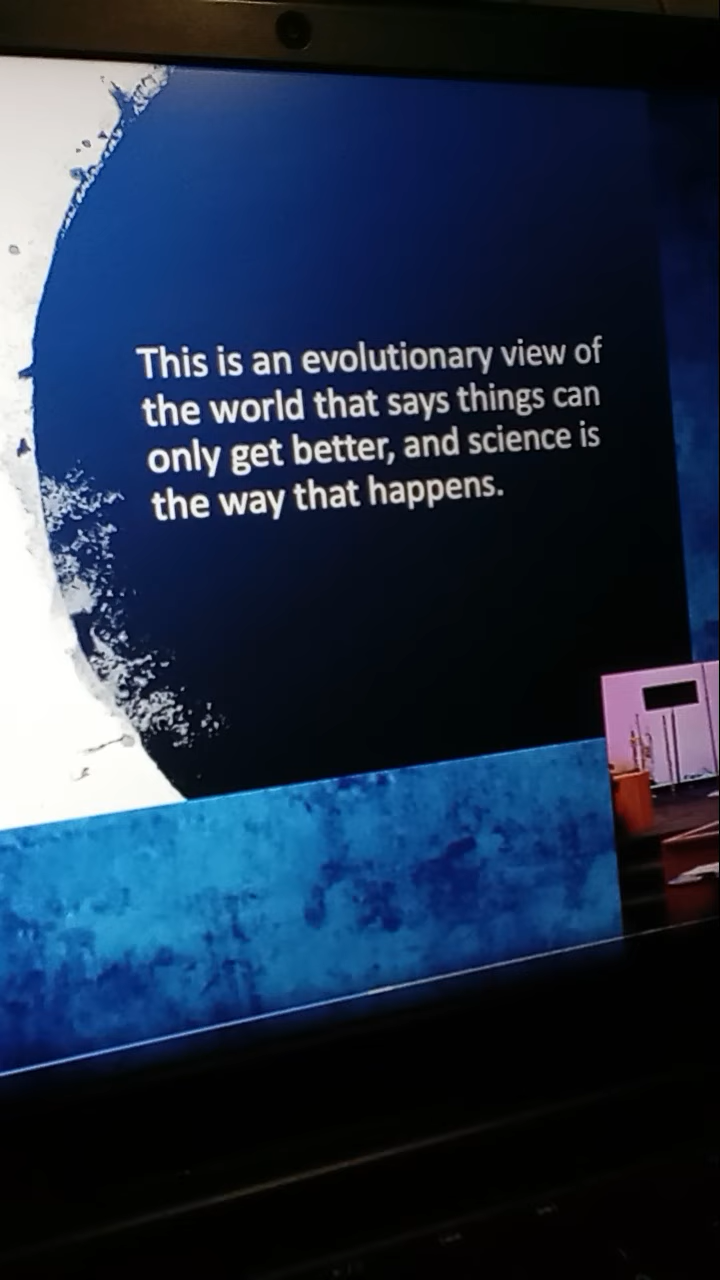 This is an evolutionary view of
the world that says things can
only get better, and science is
the way that happens.